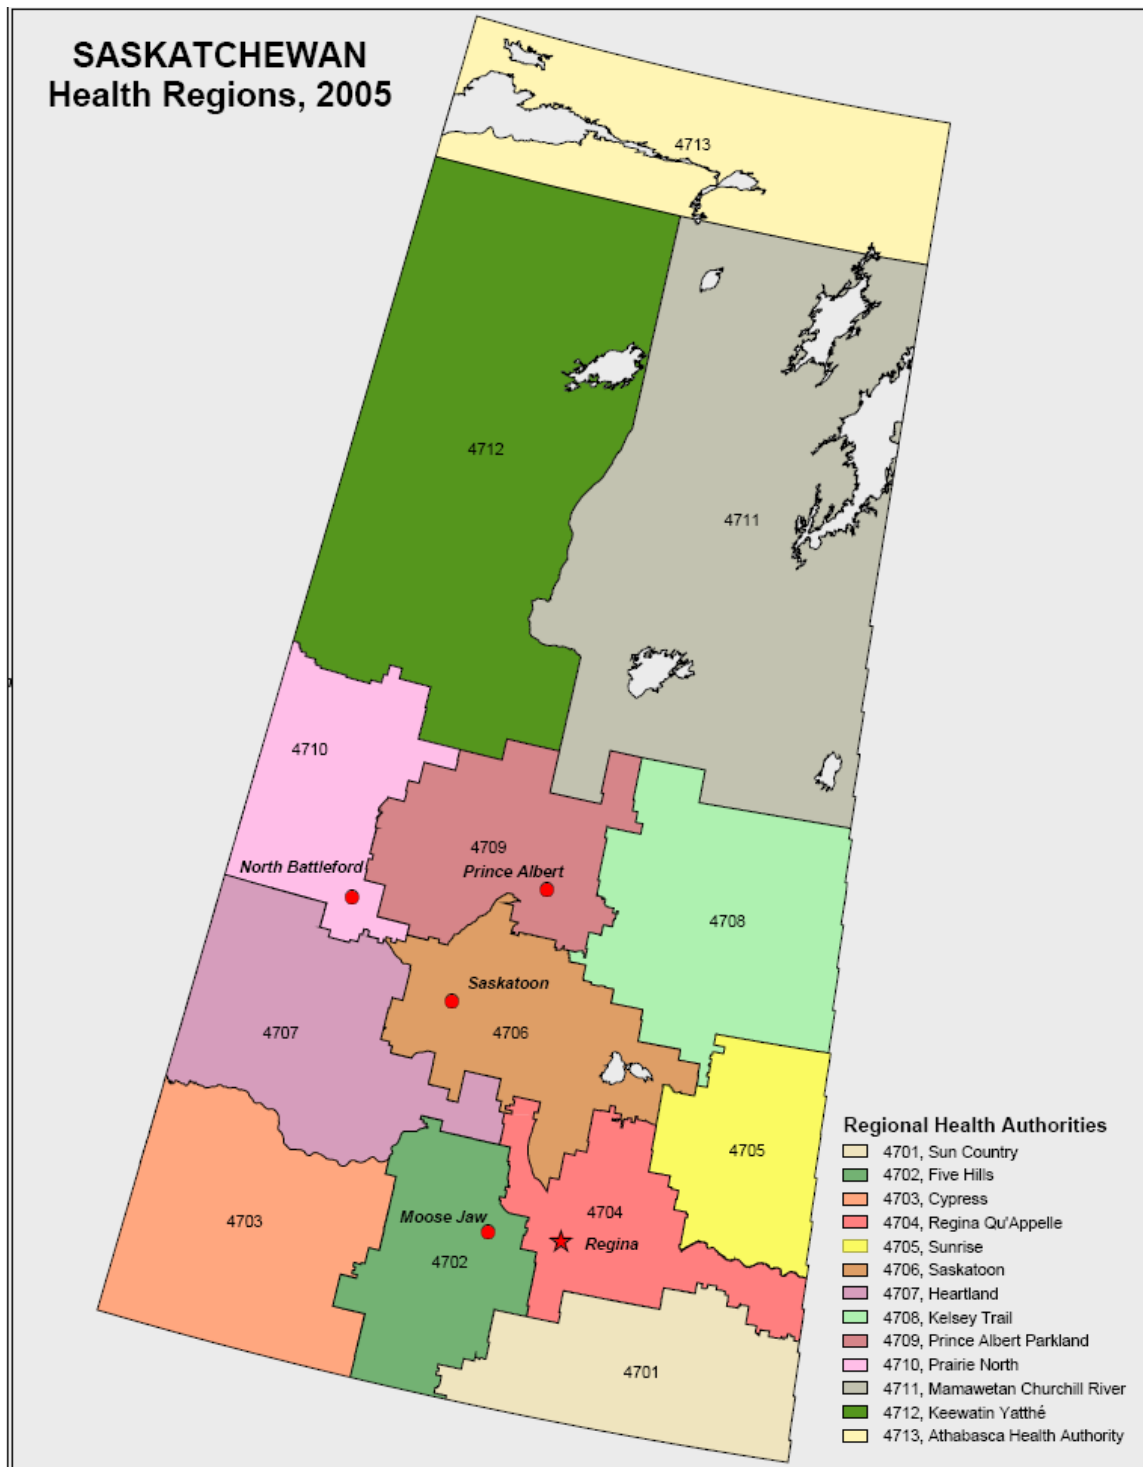 SASKATCHEWAN
Health Regions, 2005
4713
4712
4711
4710
4709
North Battleford
Prince Albert
4708
Saskatoon
4707
4706
4705
4703
4704
Moose Jaw
Regina
4702
4701
Regional Health Authorities
4701, Sun Country
4702, Five Hills
4703, Cypress
4704, Regina Qu'Appelle
4705, Sunrise
4706, Saskatoon
4707, Heartland
4708, Kelsey Trail
4709, Prince Albert Parkland
4710, Prairie North
4711, Mamawetan Churchill River
4712, Keewatin Yatthé
4713, Athabasca Health Authority